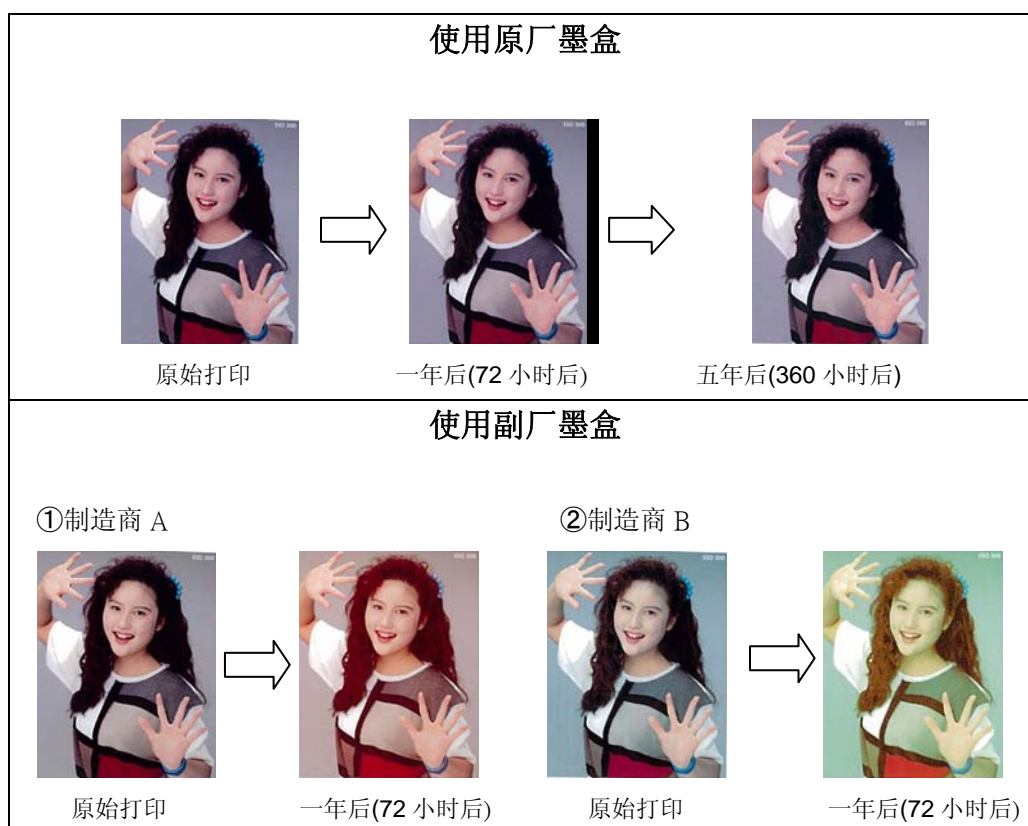 使用原厂墨盒
原始打印
一年后(72 小时后)
五年后(360 小时后)
使用副厂墨盒
①制造商 A
②制造商 B
原始打印
一年后(72 小时后)
原始打印
一年后(72 小时后)